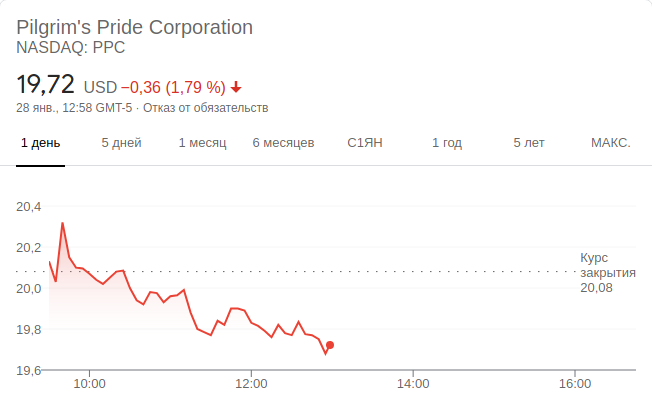 Pilgrim's Pride Corporation
NASDAQ: PPC
19,72 USD −0,36 (1,79 %)
28 янв., 12:58 GMT-5 · Отказ от обязательств
1 день 5 дней 1 месяц 6 месяцев С1ЯН 1 год 5 лет МАКС.
20,4
20,2
20,0
19,8
19,6
Курс
закрытия
20,08
10:00 12:00 14:00 16:00